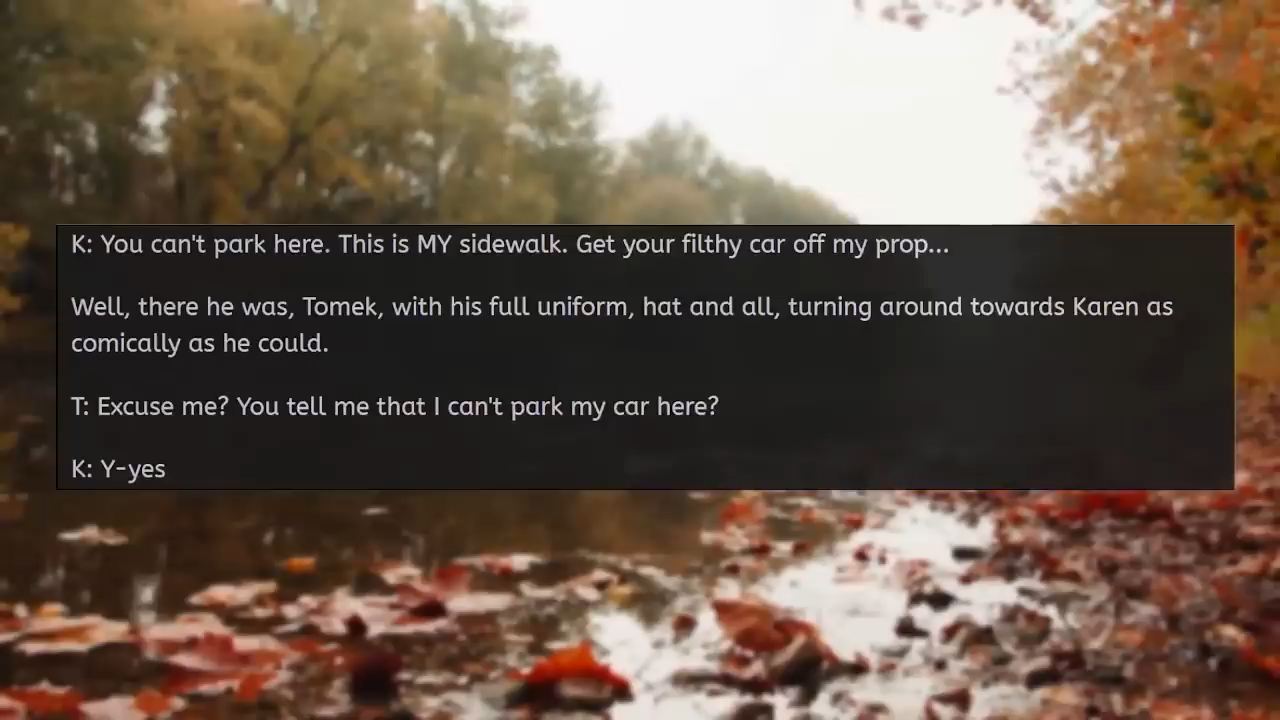 K: You can't park here. This is MY sidewalk. Get your filthy car off my prop...
Well, there he was, Tomek, with his full uniform, hat and all, turning around towards Karen as
comically as he could.
T: Excuse me? You tell me that I can't park my car here?
K: Y-yes